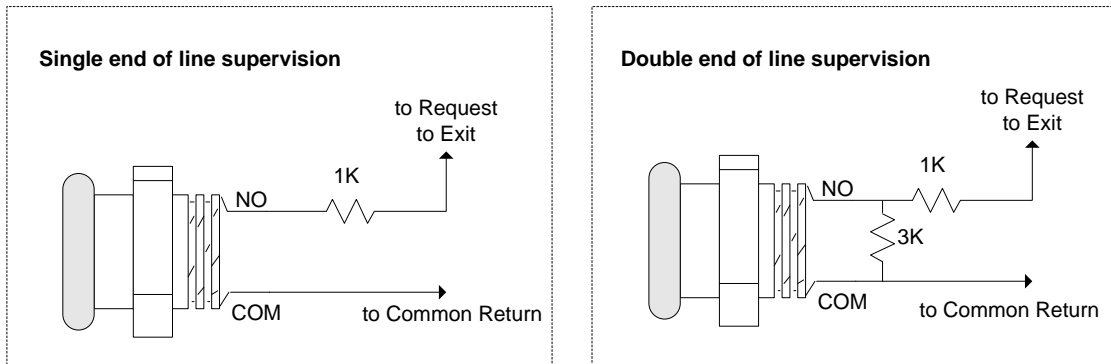 Single end of line supervision
to Request
to Exit
1K
NO
COM
to Common Return
Double end of line supervision
to Request
to Exit
1K
NO
3K
COM
to Common Return